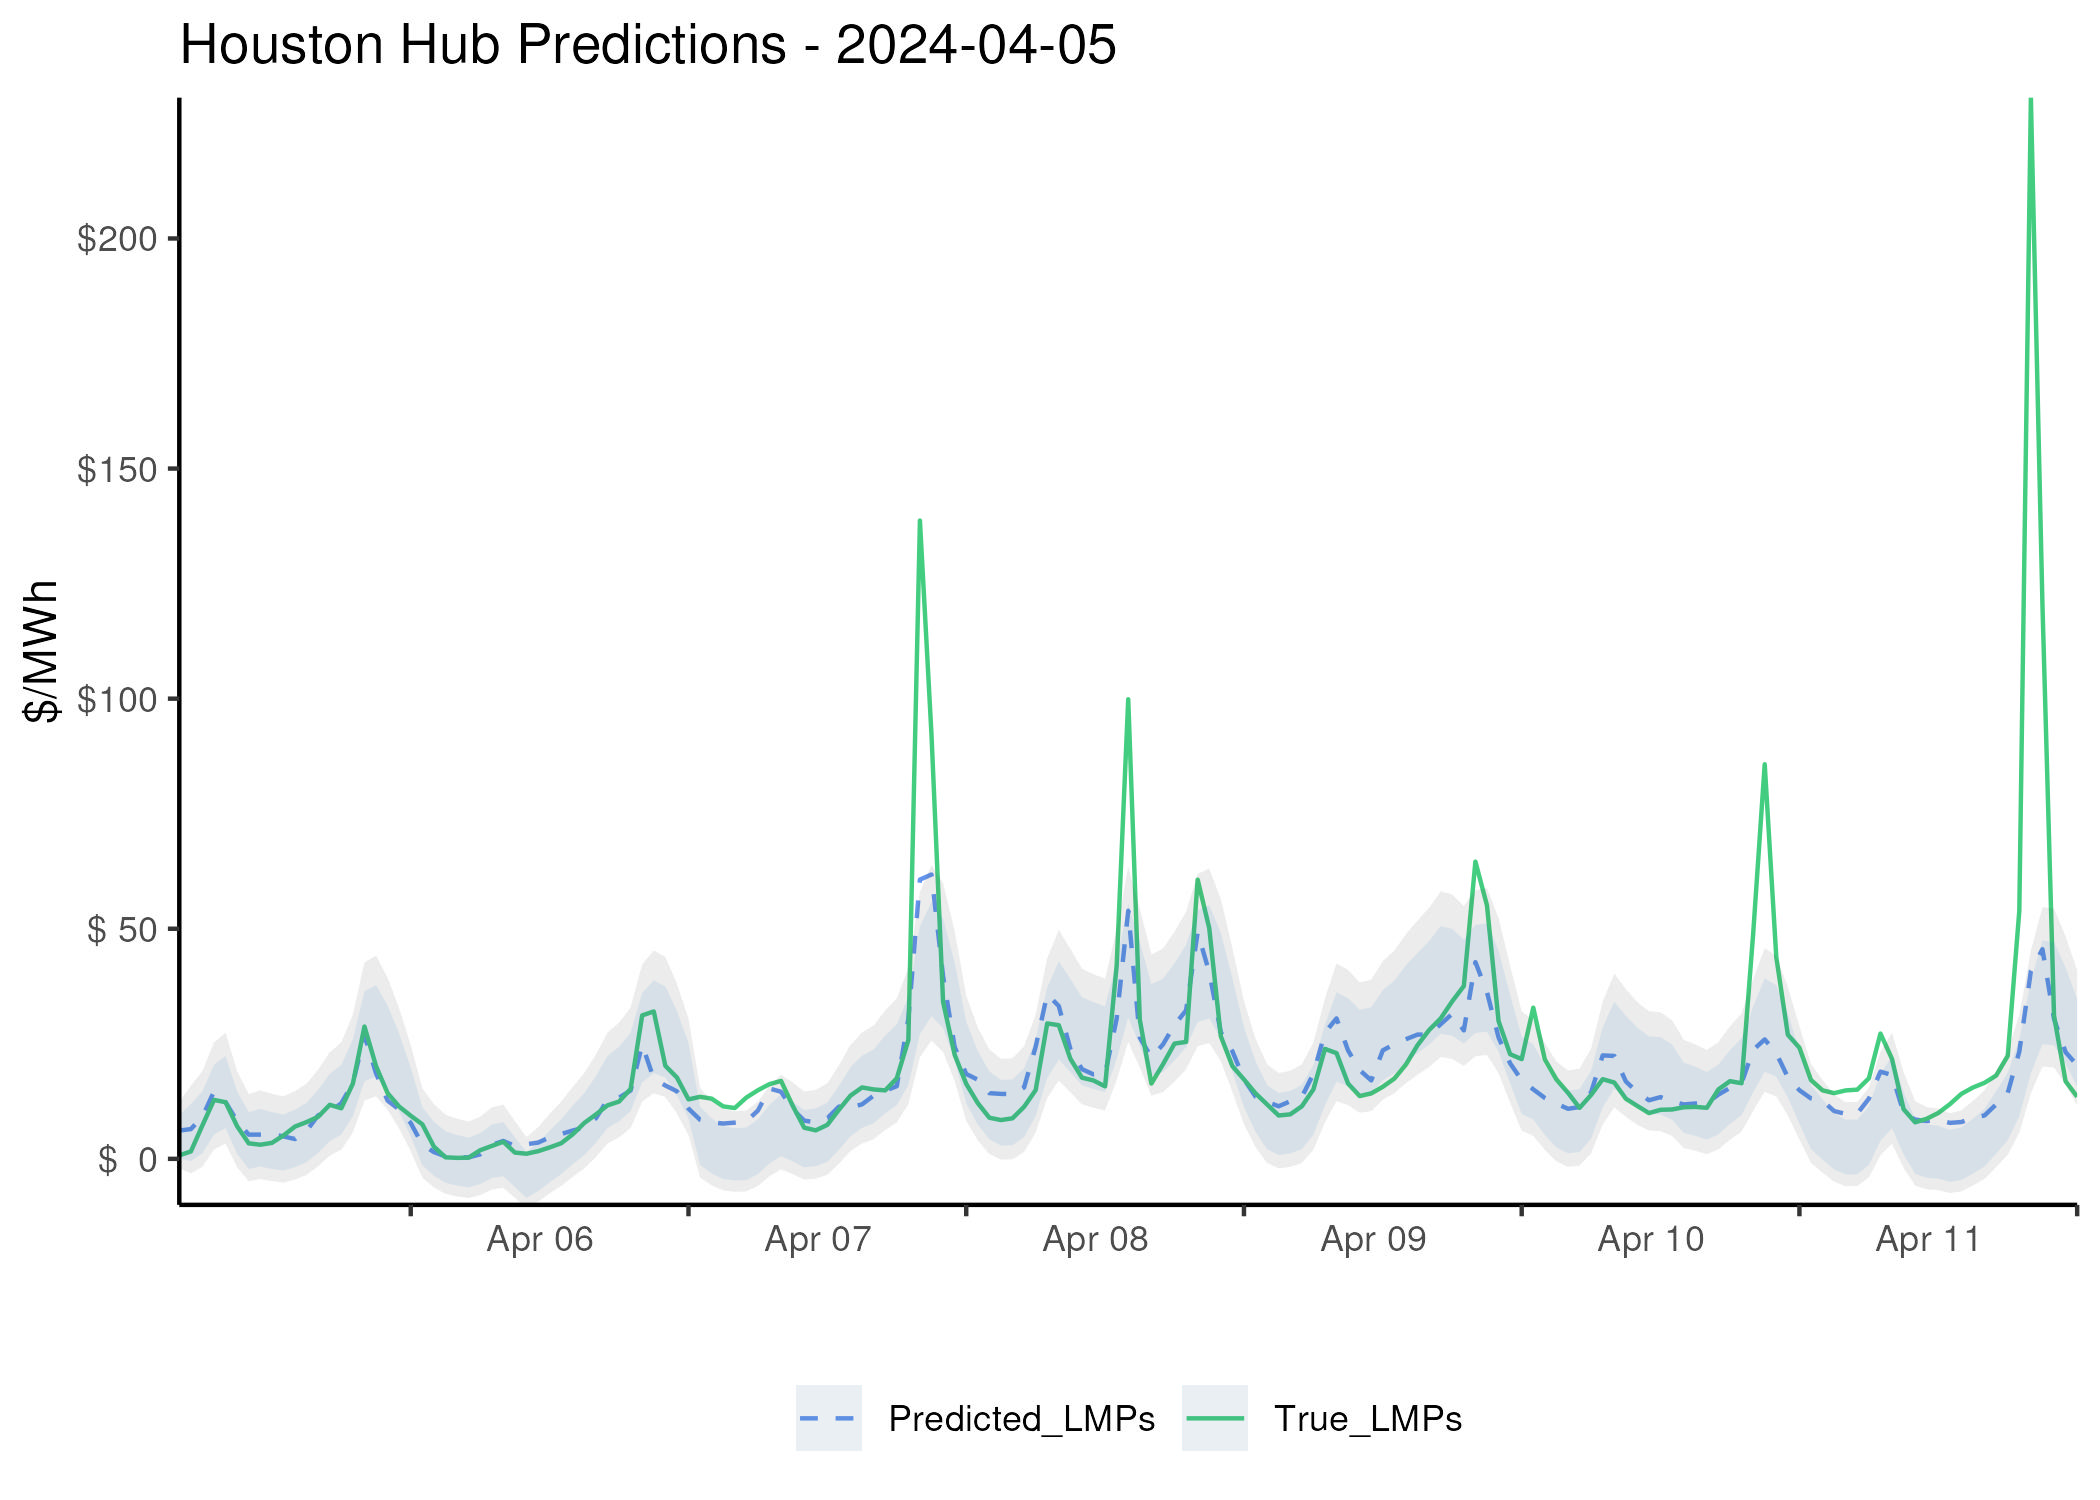 Houston Hub Predictions - 2024-04-05
$/MWh
$200
$150
$100
$ 50
$ 0
Apr 06 Apr 07 Apr 08 Apr 09 Apr 10 Apr 11
Predicted_LMPs True_LMPs